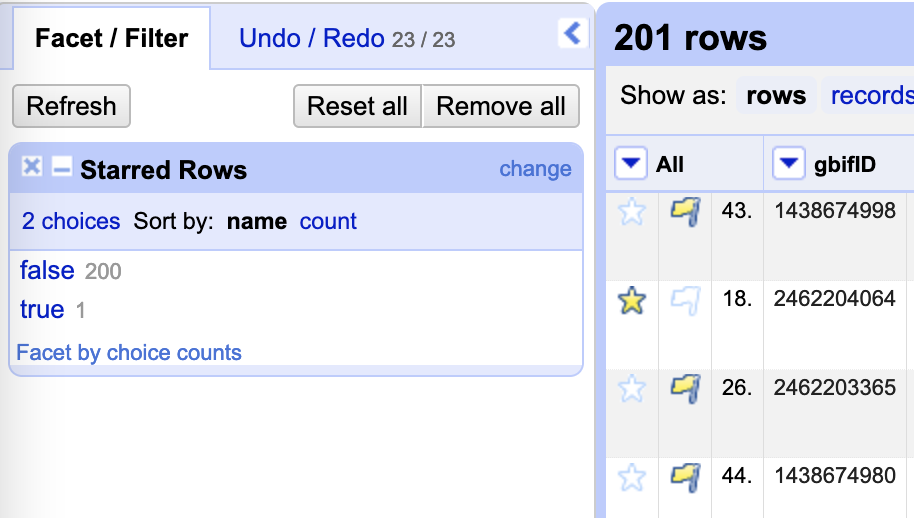 Facet / Filter
Undo / Redo 23 / 23
Refresh
Reset all
Remove all
Starred Rows
change
2 choices Sort by: name count
false 200
true 1
Facet by choice counts
201 rows
Show as: rows records
All
gbifID
43. 1438674998
18. 2462204064
26. 2462203365
44. 1438674980